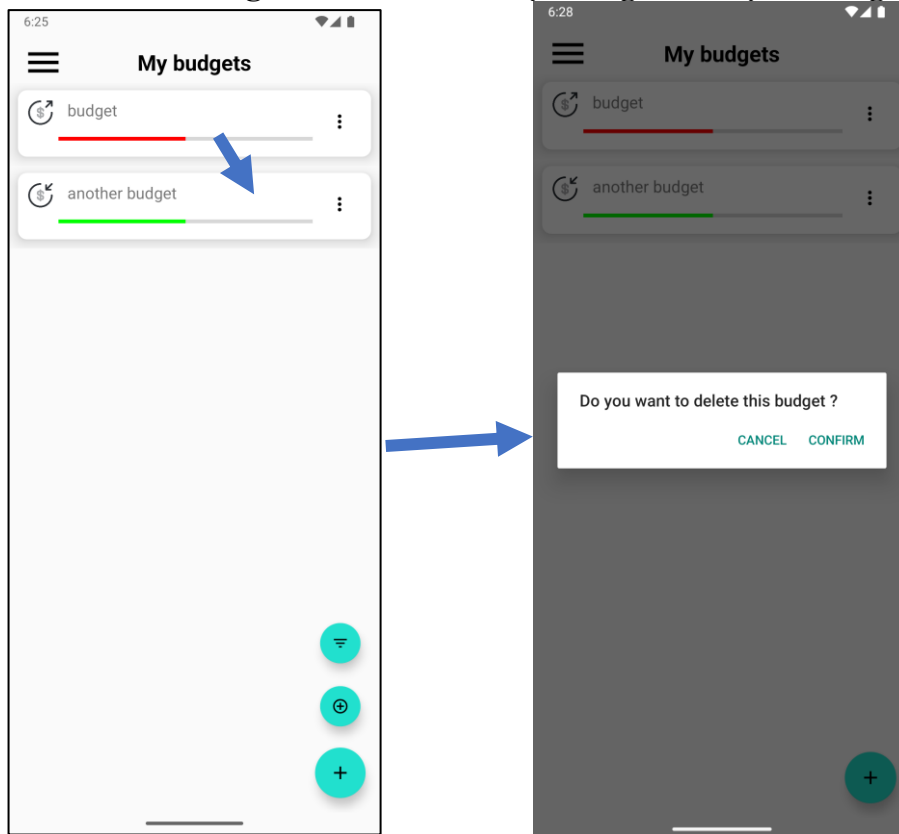 6:25
My budgets
budget
another budget
6:28
My budgets
budget
another budget
Do you want to delete this budget ?
CANCEL CONFIRM